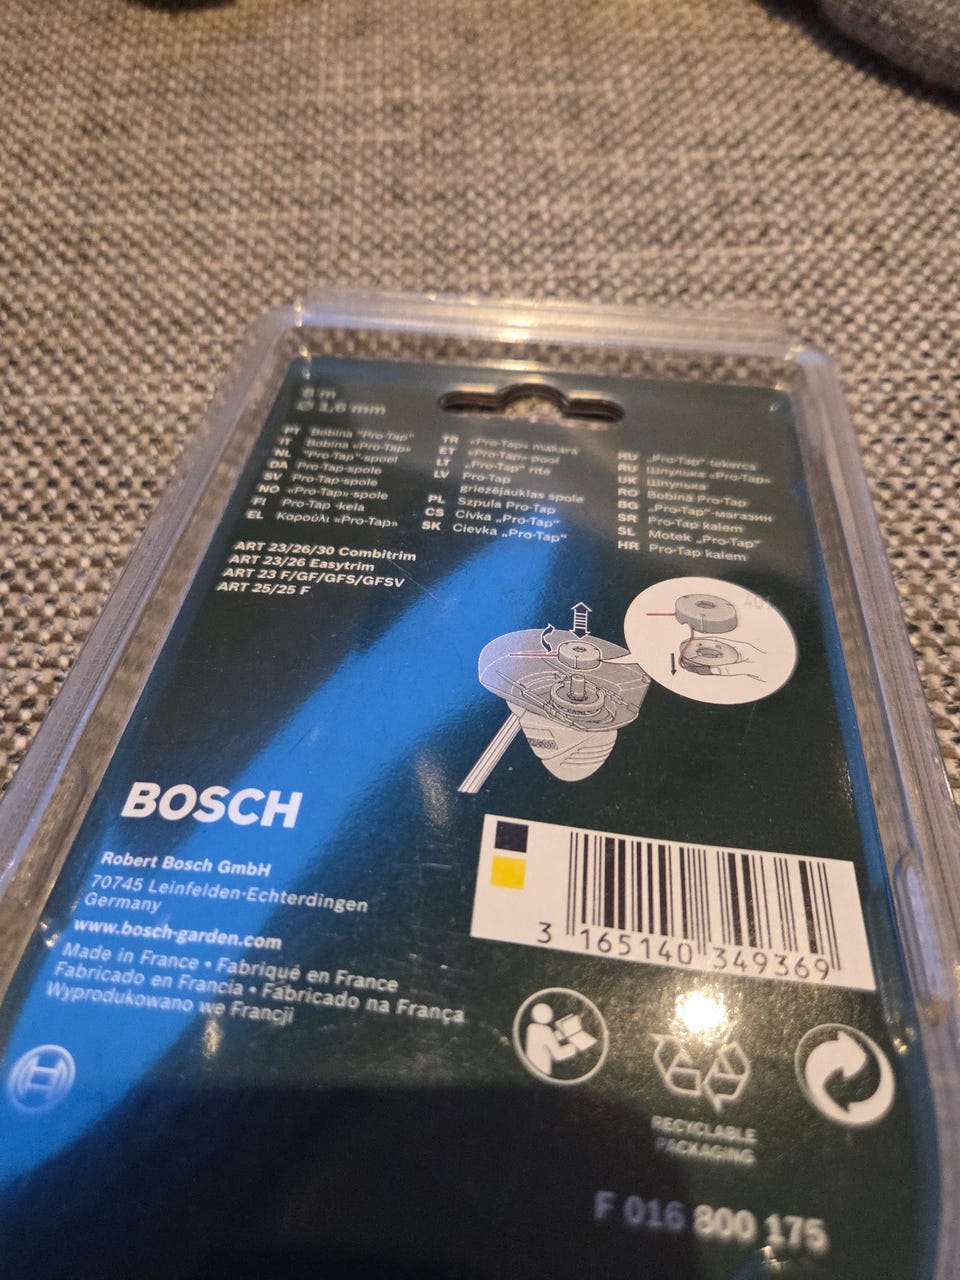 8 m
Ø 1,6 mm
PT Bobina "Pro-Tap"
IT Bobina «Pro-Tap»
NL "Pro-Tap"-spoel
DA Pro-Tap-spole
SV Pro-Tap-spole
NO «Pro-Tap»-spole
FI Pro-Tap -kela
EL Καρούλι «Pro-Tap»
TR «Pro-Tap» makara
ET «Pro-Tap»-pool
LT „Pro-Tap“ ritė
LV Pro-Tap
griezējauklas spole
PL Szpula Pro-Tap
CS Cívka „Pro-Tap“
SK Cievka „Pro-Tap“
HU „Pro-Tap”-tekercs
RU Шпулька «Pro-Tap»
UK Шпулька
RO Bobină Pro-Tap
BG „Pro-Tap“-магазин
SR Pro-Tap kalem
SL Motek „Pro-Tap“
HR Pro-Tap kalem
ART 23/26/30 Combitrim
ART 23/26 Easytrim
ART 23 F/GF/GFS/GFSV
ART 25/25 F
BOSCH
Robert Bosch GmbH
70745 Leinfelden-Echterdingen
Germany
www.bosch-garden.com
Made in France • Fabriqué en France
Fabricado en Francia • Fabricado na França
Wyprodukowano we Francji
3 165140 349369
RECYCLABLE
PACKAGING
F 016 800 175